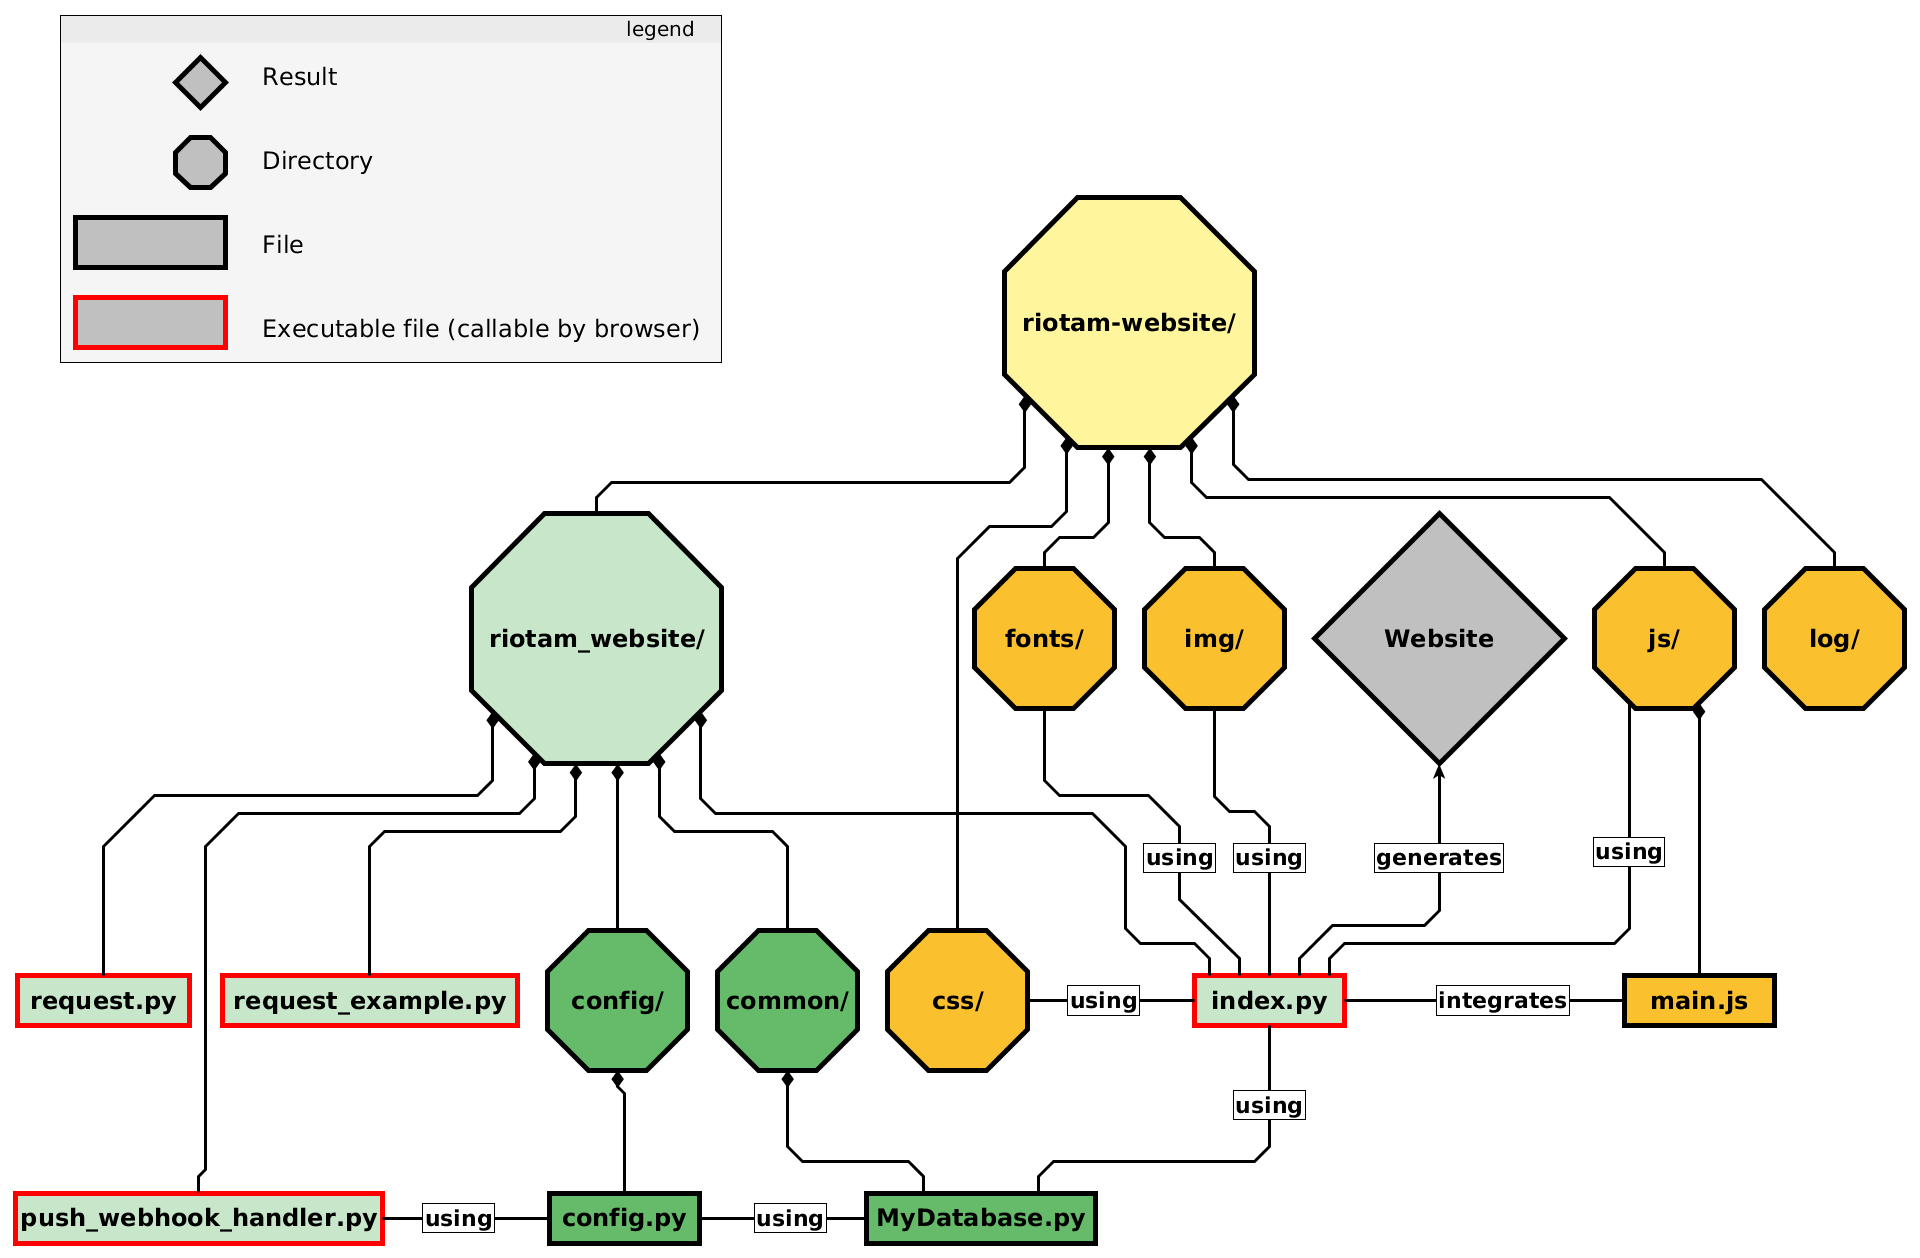 legend
Result
Directory
File
Executable file (callable by browser)
riotam-website/
riotam_website/
fonts/
img/
Website
js/
log/
using
using
generates
using
request.py
request_example.py
config/
common/
css/
using
index.py
integrates
main.js
using
push_webhook_handler.py
using
config.py
using
MyDatabase.py